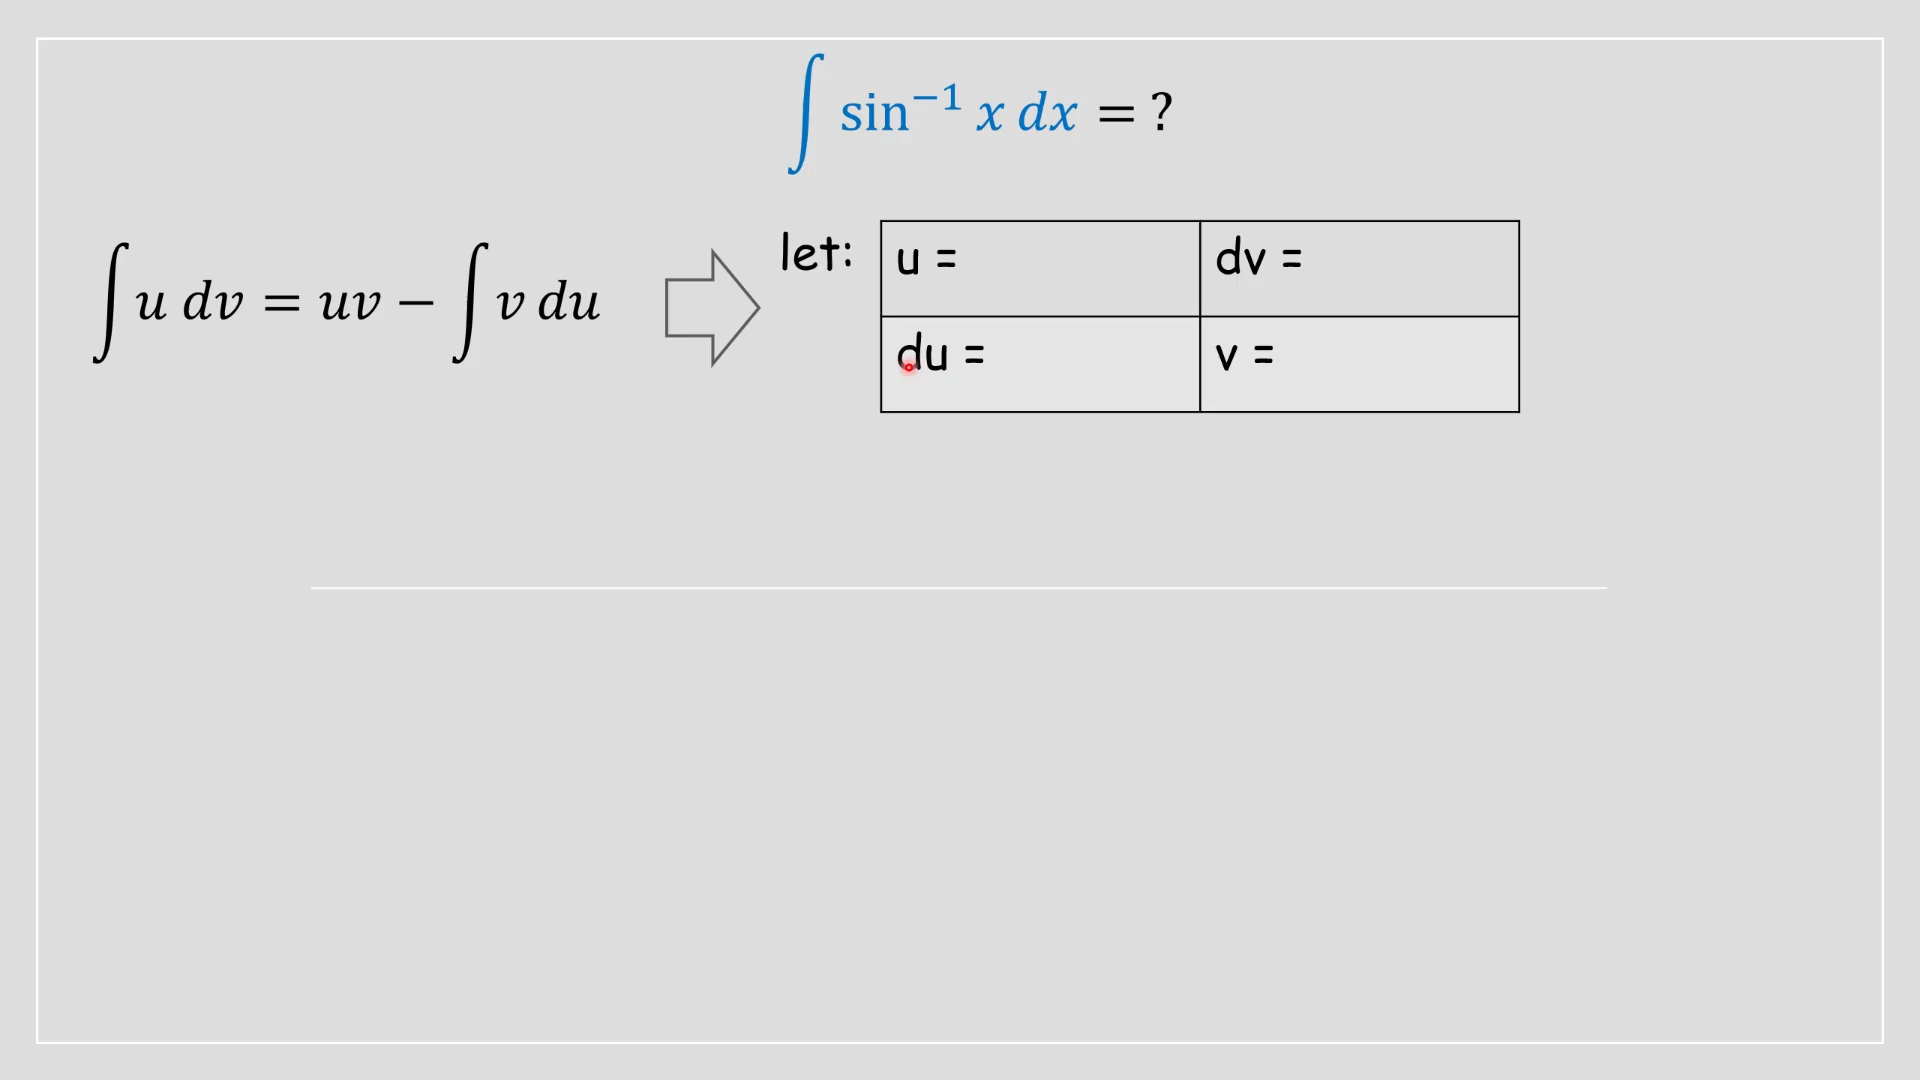 ∫ sin⁻¹ x dx = ?
∫ u dv = uv − ∫ v du
let:
u =
dv =
du =
v =